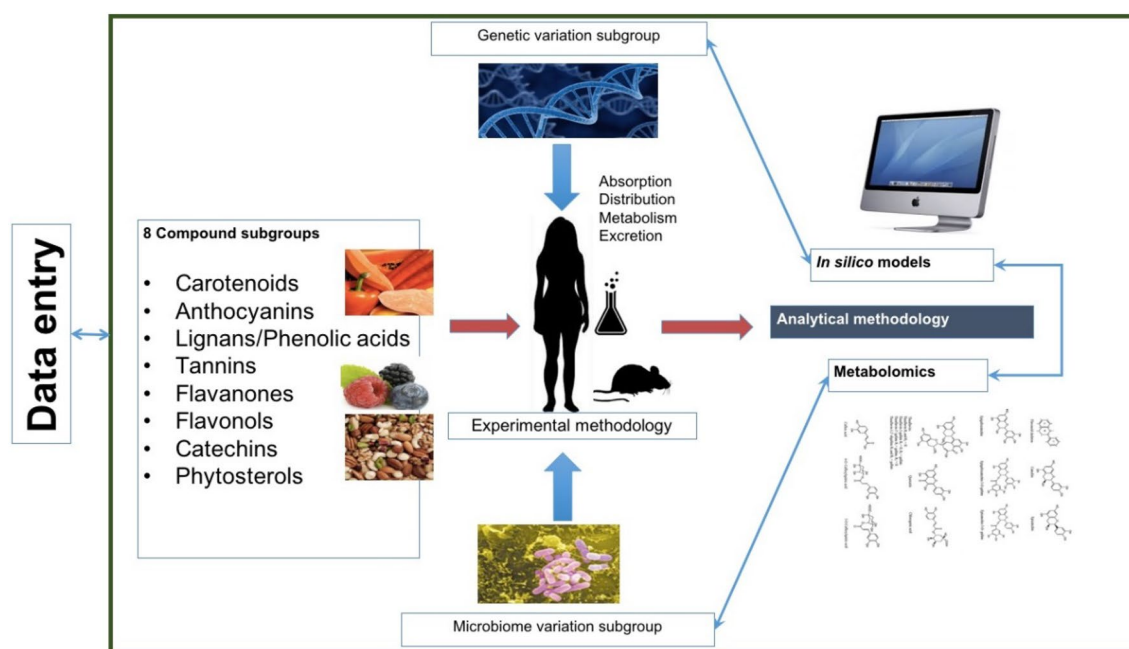 Genetic variation subgroup
Absorption
Distribution
Metabolism
Excretion
Data entry
8 Compound subgroups
• Carotenoids
• Anthocyanins
• Lignans/Phenolic acids
• Tannins
• Flavanones
• Flavonols
• Catechins
• Phytosterols
Experimental methodology
In silico models
Analytical methodology
Metabolomics
Microbiome variation subgroup